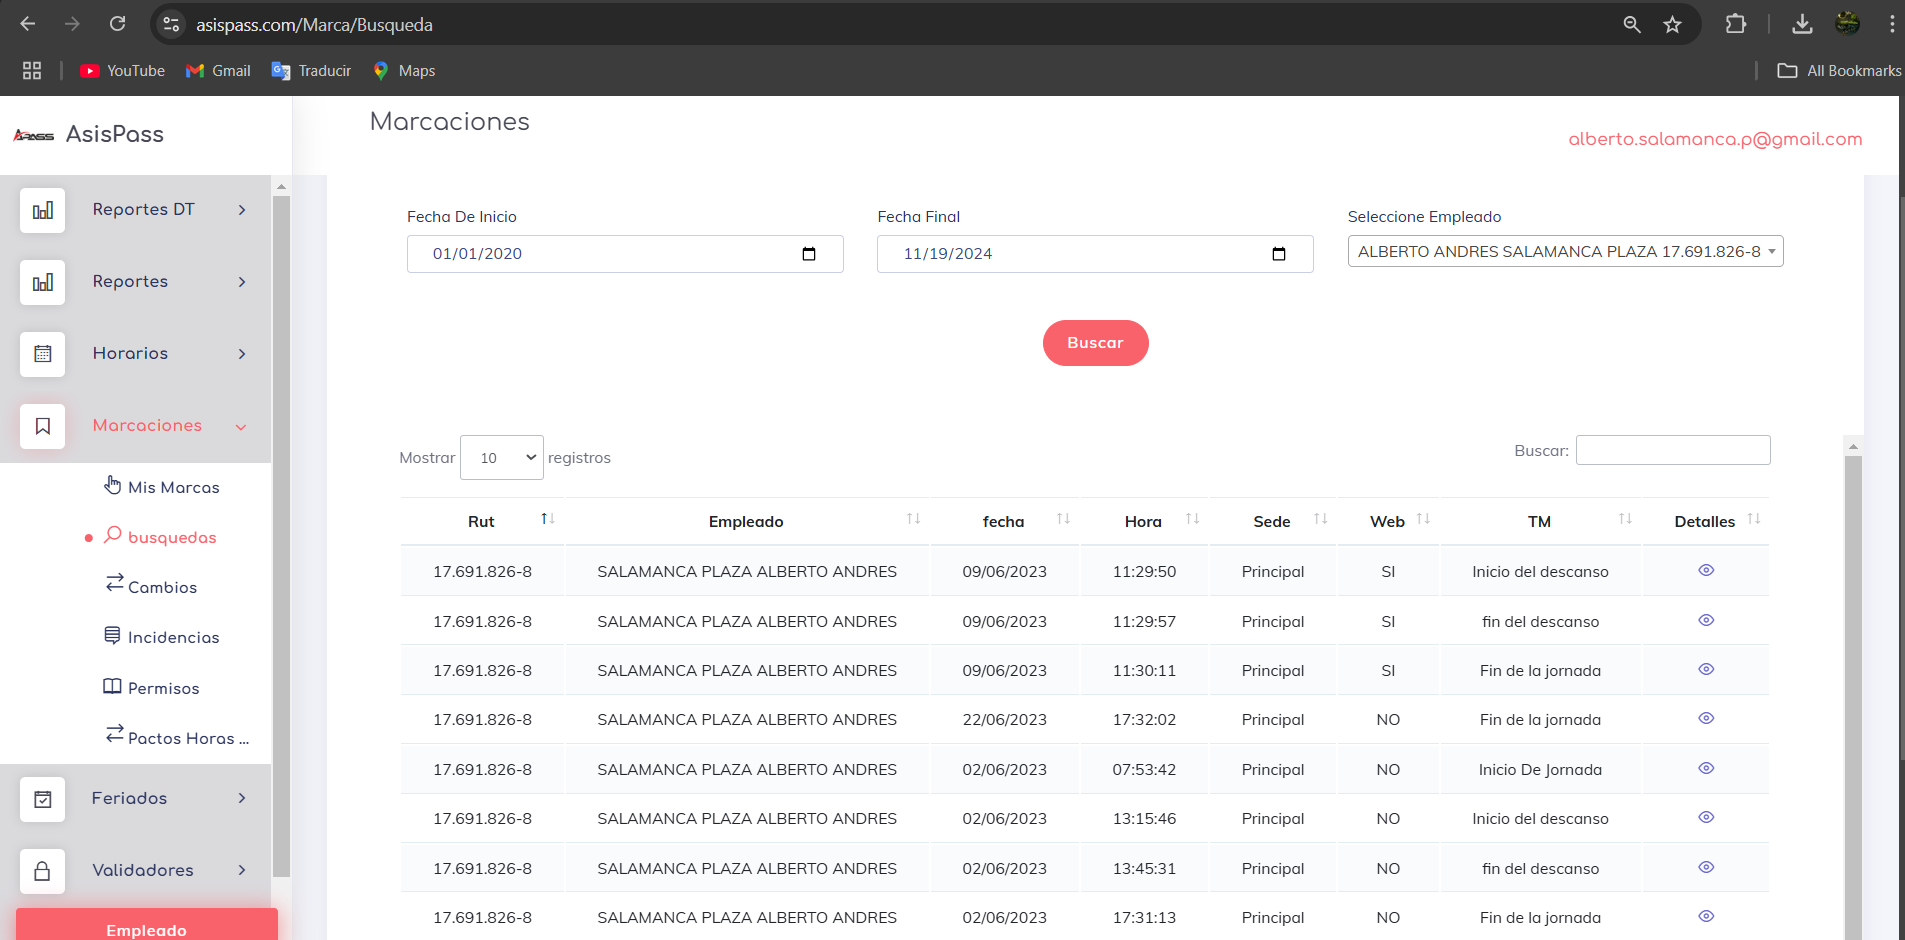 asispass.com/Marca/Busqueda
YouTube Gmail Traducir Maps All Bookmarks
APASS AsisPass
Marcaciones
alberto.salamanca.p@gmail.com
Reportes DT
Reportes
Horarios
Marcaciones
Mis Marcas
busquedas
Cambios
Incidencias
Permisos
Pactos Horas ...
Feriados
Validadores
Empleado
Fecha De Inicio Fecha Final Seleccione Empleado
01/01/2020 11/19/2024 ALBERTO ANDRES SALAMANCA PLAZA 17.691.826-8
Buscar
Mostrar 10 registros Buscar:
Rut Empleado fecha Hora Sede Web TM Detalles
17.691.826-8 SALAMANCA PLAZA ALBERTO ANDRES 09/06/2023 11:29:50 Principal SI Inicio del descanso
17.691.826-8 SALAMANCA PLAZA ALBERTO ANDRES 09/06/2023 11:29:57 Principal SI fin del descanso
17.691.826-8 SALAMANCA PLAZA ALBERTO ANDRES 09/06/2023 11:30:11 Principal SI Fin de la jornada
17.691.826-8 SALAMANCA PLAZA ALBERTO ANDRES 22/06/2023 17:32:02 Principal NO Fin de la jornada
17.691.826-8 SALAMANCA PLAZA ALBERTO ANDRES 02/06/2023 07:53:42 Principal NO Inicio De Jornada
17.691.826-8 SALAMANCA PLAZA ALBERTO ANDRES 02/06/2023 13:15:46 Principal NO Inicio del descanso
17.691.826-8 SALAMANCA PLAZA ALBERTO ANDRES 02/06/2023 13:45:31 Principal NO fin del descanso
17.691.826-8 SALAMANCA PLAZA ALBERTO ANDRES 02/06/2023 17:31:13 Principal NO Fin de la jornada